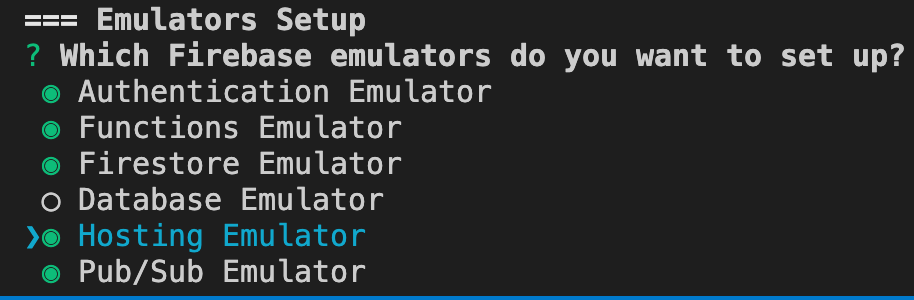 === Emulators Setup
? Which Firebase emulators do you want to set up?
◉ Authentication Emulator
◉ Functions Emulator
◉ Firestore Emulator
◯ Database Emulator
❯◉ Hosting Emulator
◉ Pub/Sub Emulator